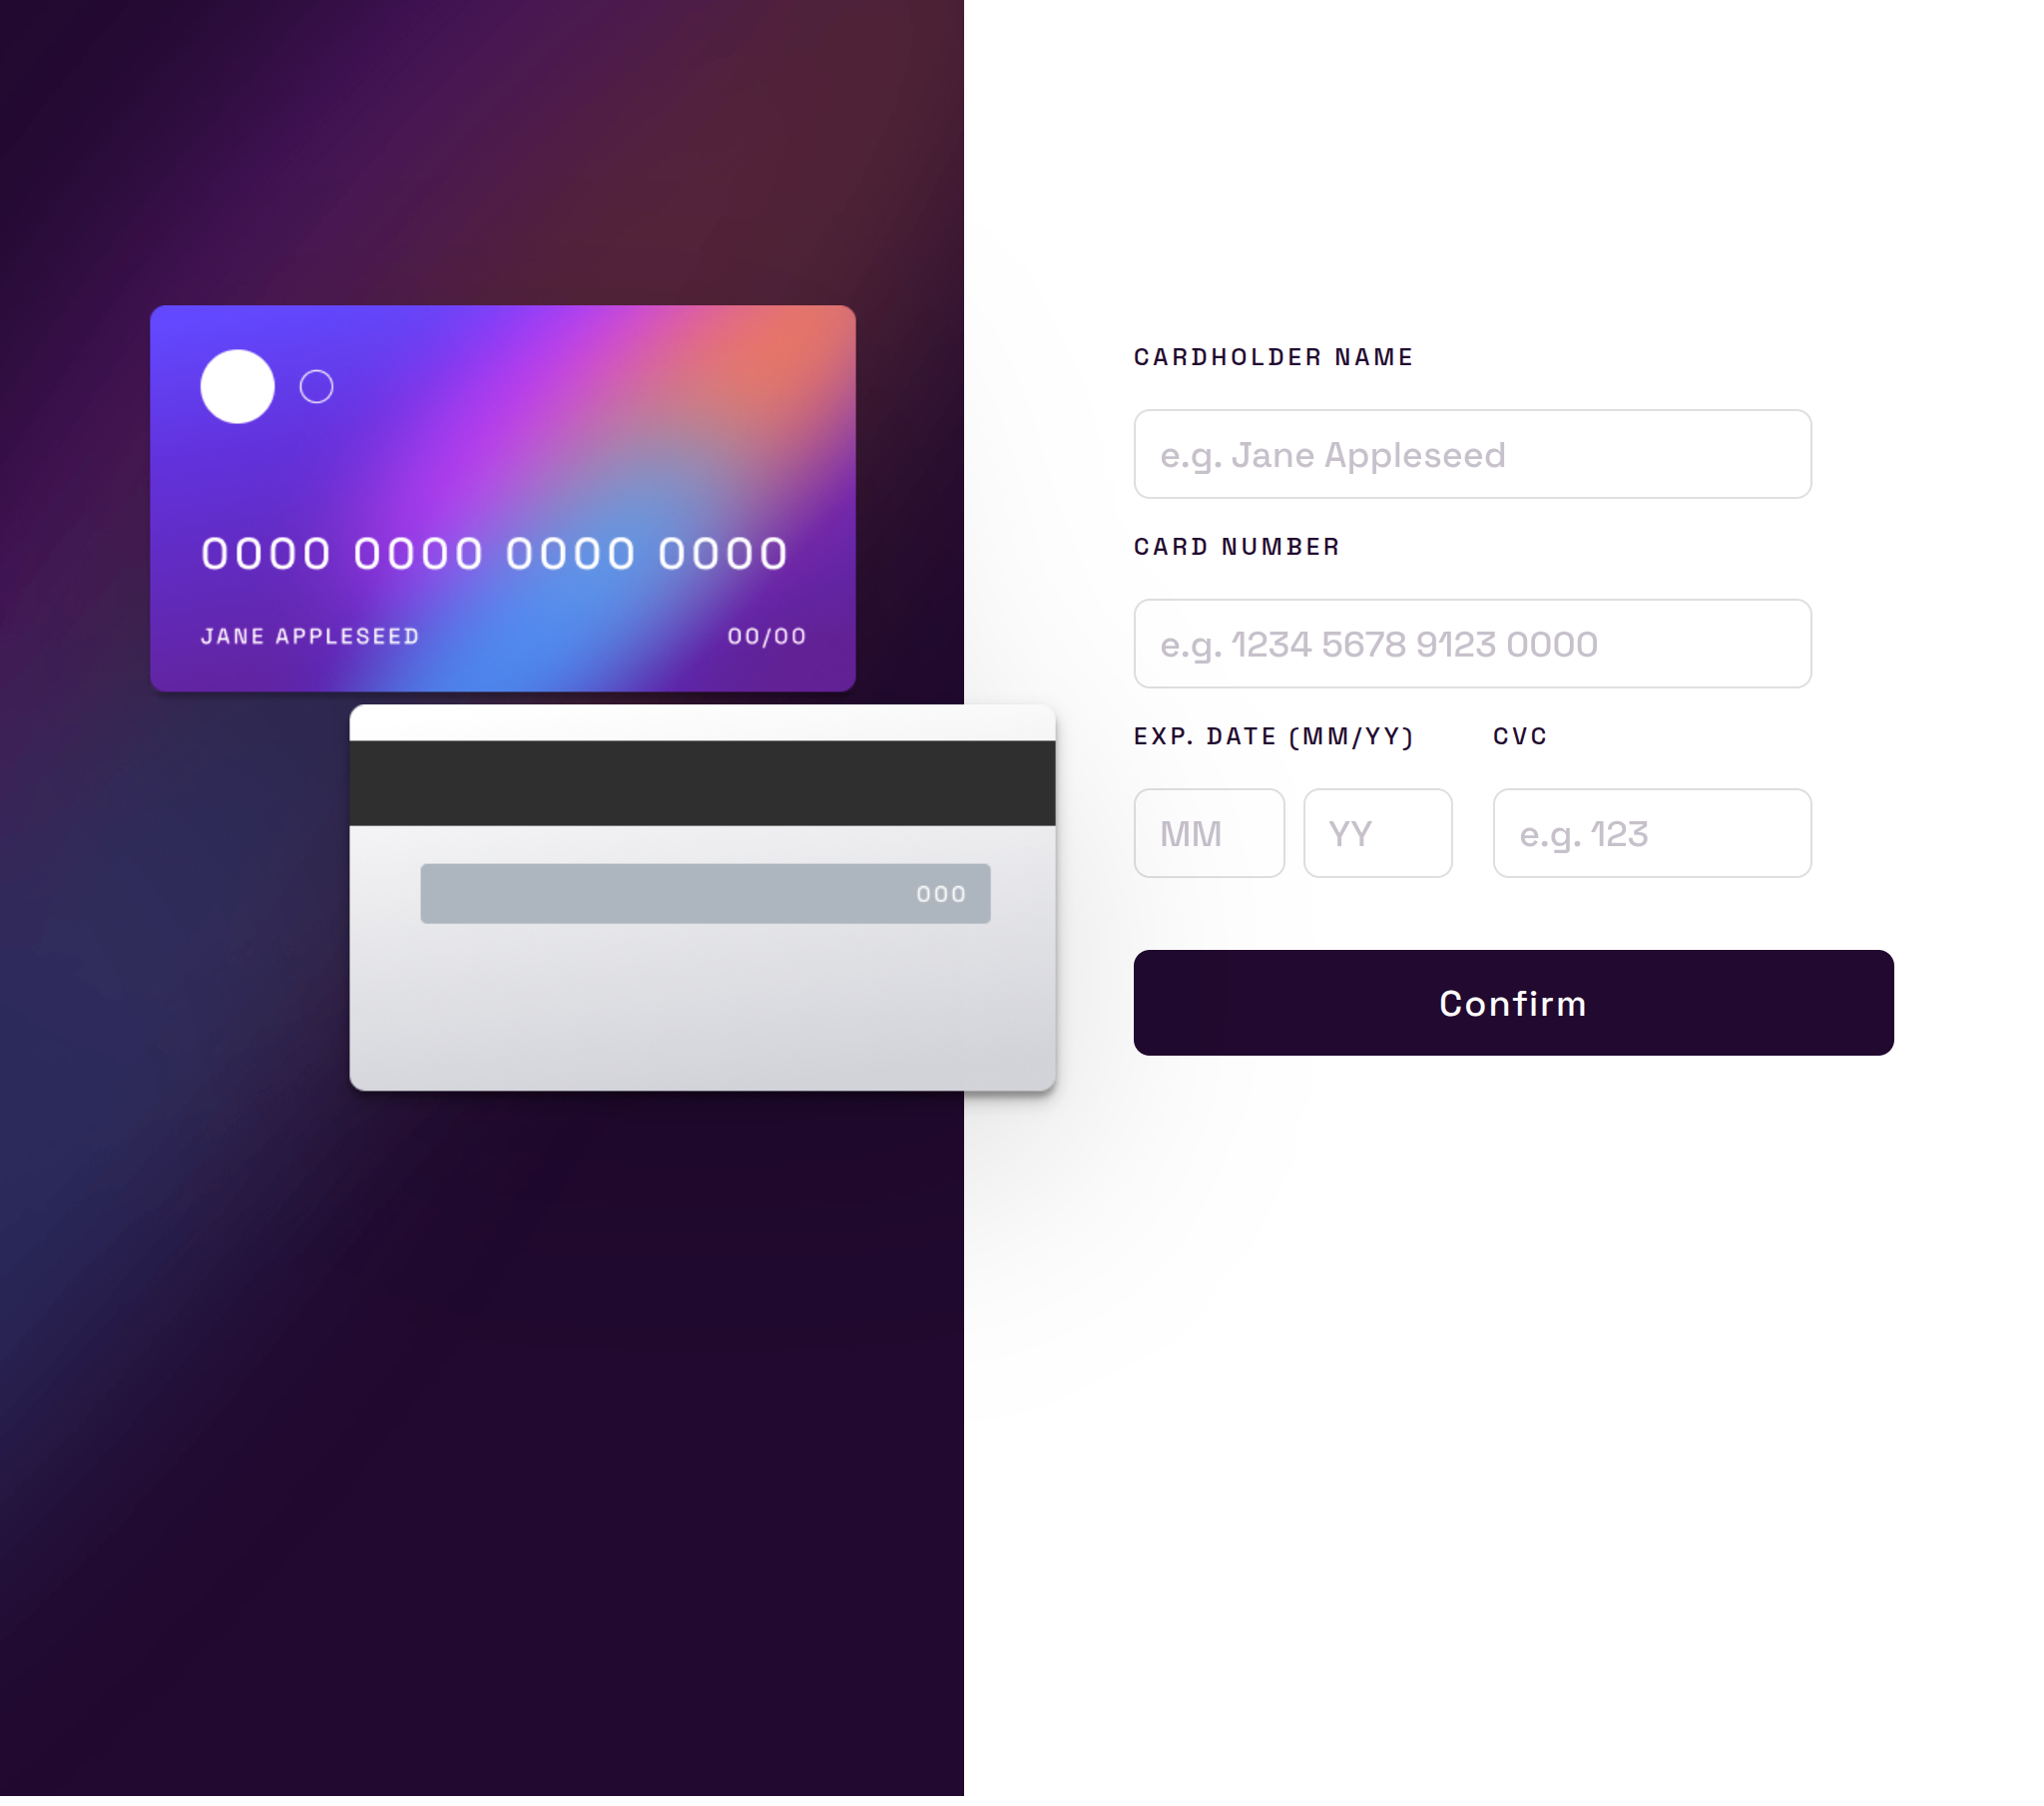 0000 0000 0000 0000
JANE APPLESEED 00/00
000
CARDHOLDER NAME
e.g. Jane Appleseed
CARD NUMBER
e.g. 1234 5678 9123 0000
EXP. DATE (MM/YY) CVC
MM YY e.g. 123
Confirm